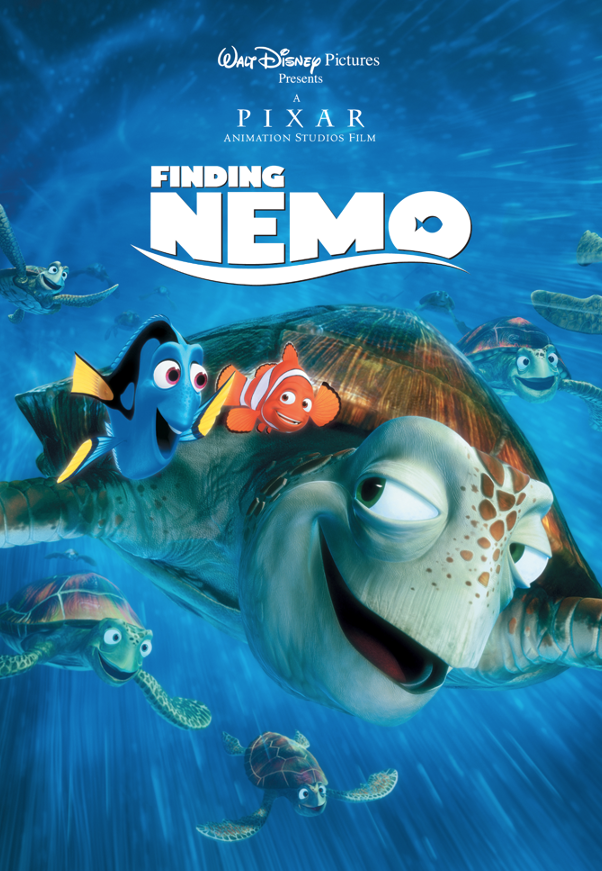 Walt Disney Pictures
Presents
A
PIXAR
ANIMATION STUDIOS FILM
FINDING
NEMO